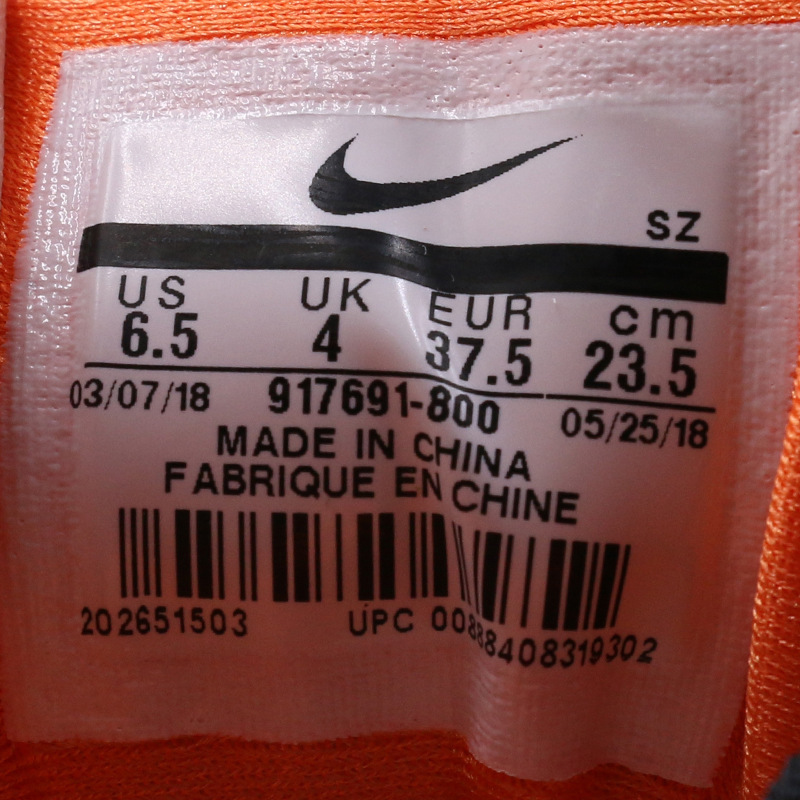 SZ
US UK EUR cm
6.5 4 37.5 23.5
03/07/18 917691-800 05/25/18
MADE IN CHINA
FABRIQUE EN CHINE
202651503 UPC 00888408319302